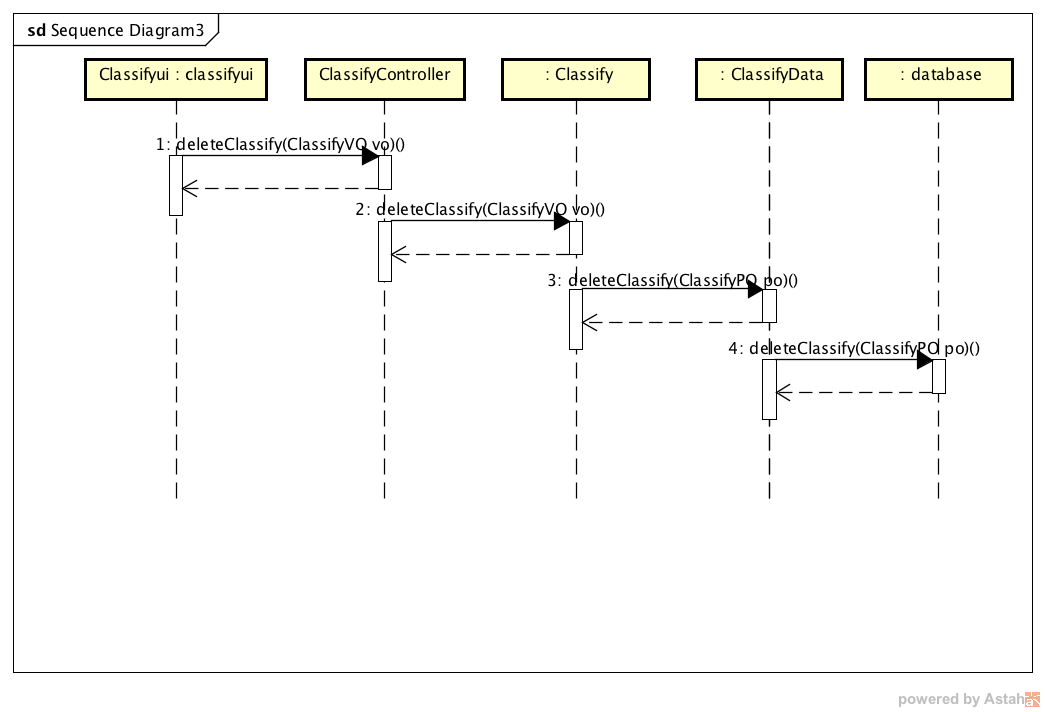 sd Sequence Diagram3
Classifyui : classifyui
ClassifyController
: Classify
: ClassifyData
: database
1: deleteClassify(ClassifyVO vo)()
2: deleteClassify(ClassifyVO vo)()
3: deleteClassify(ClassifyPO po)()
4: deleteClassify(ClassifyPO po)()
powered by Astah